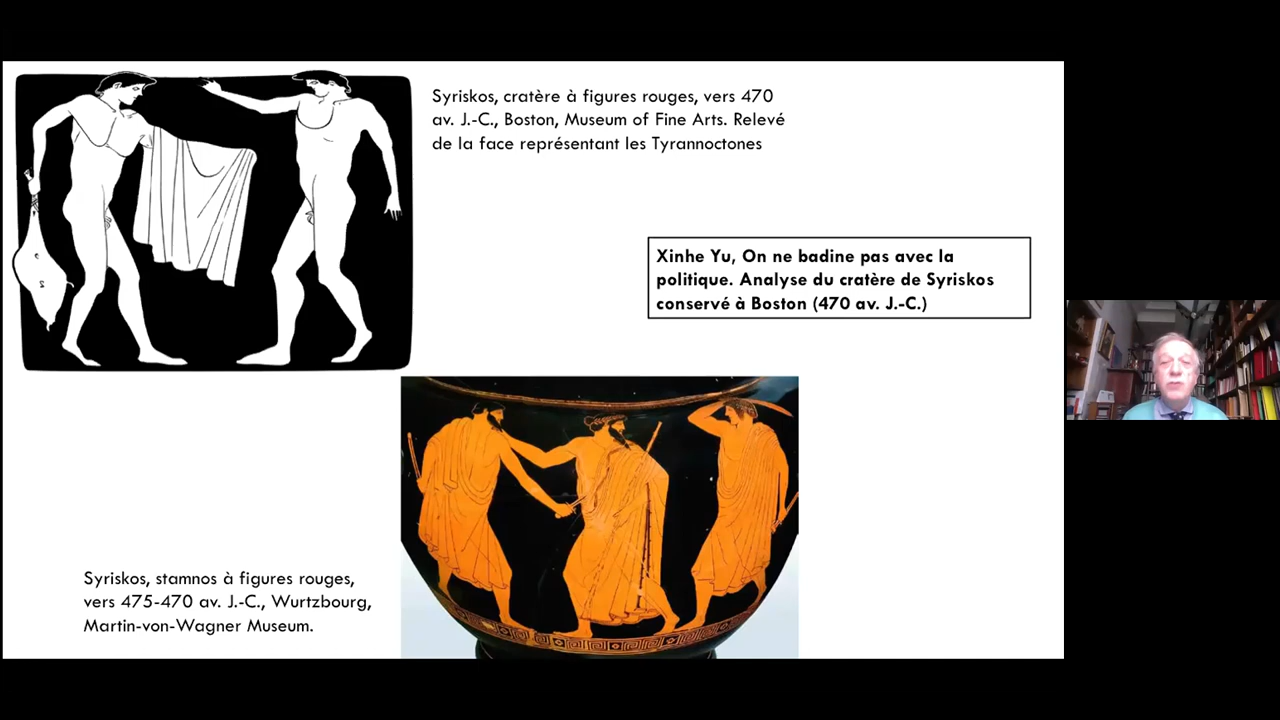 Syriskos, cratère à figures rouges, vers 470
av. J.-C., Boston, Museum of Fine Arts. Relevé
de la face représentant les Tyrannoctones
Xinhe Yu, On ne badine pas avec la
politique. Analyse du cratère de Syriskos
conservé à Boston (470 av. J.-C.)
Syriskos, stamnos à figures rouges,
vers 475-470 av. J.-C., Wurtzbourg,
Martin-von-Wagner Museum.